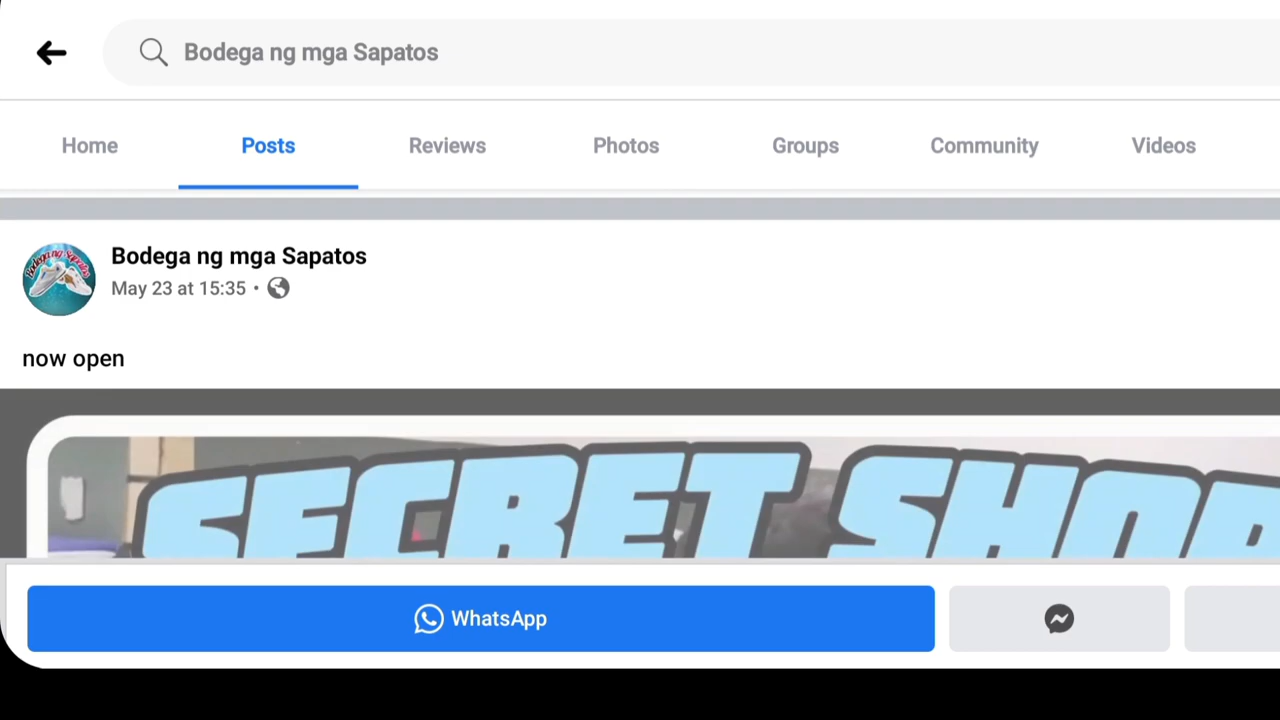 Bodega ng mga Sapatos
Home Posts Reviews Photos Groups Community Videos
Bodega ng mga Sapatos
May 23 at 15:35 •
now open
SECRET SHOP
WhatsApp